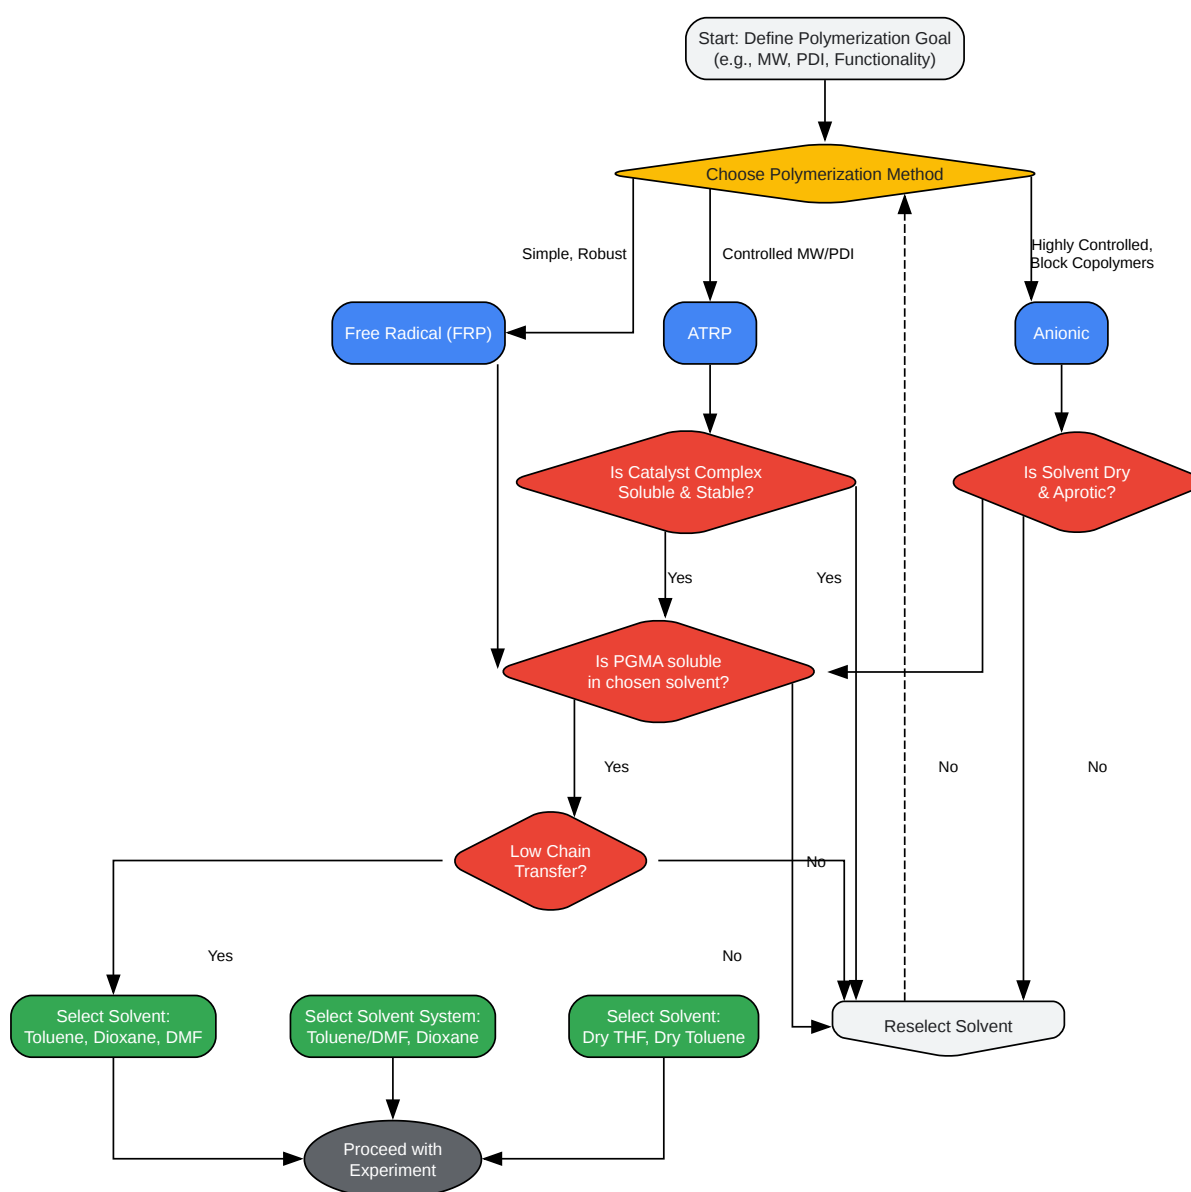 Start: Define Polymerization Goal
(e.g., MW, PDI, Functionality)
Choose Polymerization Method
Simple, Robust
Controlled MW/PDI
Highly Controlled,
Block Copolymers
Free Radical (FRP)
ATRP
Anionic
Is Catalyst Complex
Soluble & Stable?
Is Solvent Dry
& Aprotic?
Yes
Yes
Is PGMA soluble
in chosen solvent?
Yes
No
No
Low Chain
Transfer?
No
Yes
No
Select Solvent:
Toluene, Dioxane, DMF
Select Solvent System:
Toluene/DMF, Dioxane
Select Solvent:
Dry THF, Dry Toluene
Reselect Solvent
Proceed with
Experiment